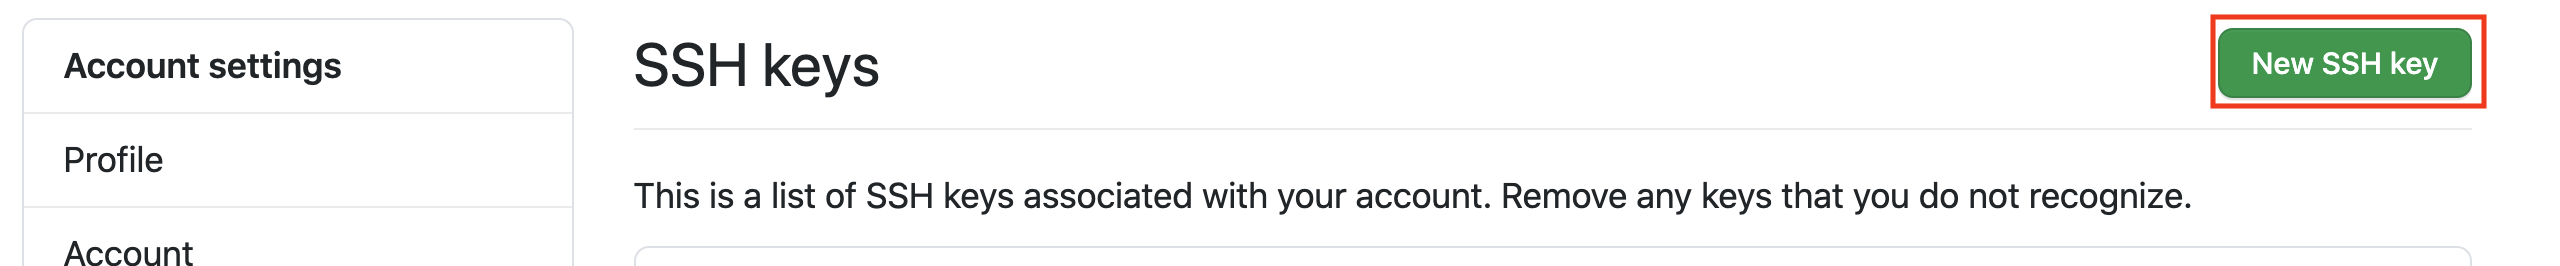 Account settings
Profile
Account
SSH keys
New SSH key
This is a list of SSH keys associated with your account. Remove any keys that you do not recognize.